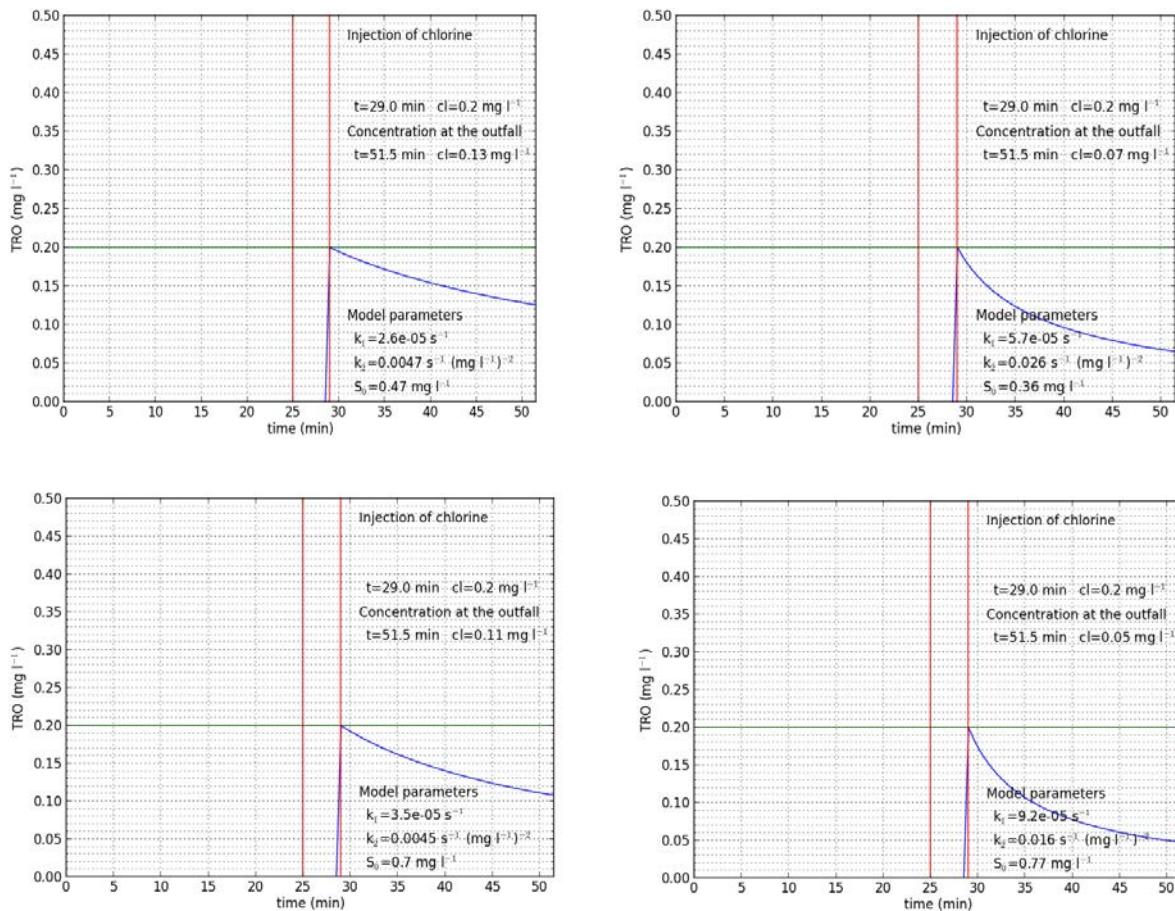 0.50
0.45
0.40
0.35
0.30
0.25
0.20
0.15
0.10
0.05
0.00
TRO (mg l⁻¹)
Injection of chlorine
t=29.0 min cl=0.2 mg l⁻¹
Concentration at the outfall
t=51.5 min cl=0.13 mg l⁻¹
Model parameters
k₁=2.6e-05 s⁻¹
k₂=0.0047 s⁻¹ (mg l⁻¹)⁻²
S₀=0.47 mg l⁻¹
0 5 10 15 20 25 30 35 40 45 50
time (min)
0.50
0.45
0.40
0.35
0.30
0.25
0.20
0.15
0.10
0.05
0.00
TRO (mg l⁻¹)
Injection of chlorine
t=29.0 min cl=0.2 mg l⁻¹
Concentration at the outfall
t=51.5 min cl=0.07 mg l⁻¹
Model parameters
k₁=5.7e-05 s⁻¹
k₂=0.026 s⁻¹ (mg l⁻¹)⁻²
S₀=0.36 mg l⁻¹
0 5 10 15 20 25 30 35 40 45 50
time (min)
0.50
0.45
0.40
0.35
0.30
0.25
0.20
0.15
0.10
0.05
0.00
TRO (mg l⁻¹)
Injection of chlorine
t=29.0 min cl=0.2 mg l⁻¹
Concentration at the outfall
t=51.5 min cl=0.11 mg l⁻¹
Model parameters
k₁=3.5e-05 s⁻¹
k₂=0.0045 s⁻¹ (mg l⁻¹)⁻²
S₀=0.7 mg l⁻¹
0 5 10 15 20 25 30 35 40 45 50
time (min)
0.50
0.45
0.40
0.35
0.30
0.25
0.20
0.15
0.10
0.05
0.00
TRO (mg l⁻¹)
Injection of chlorine
t=29.0 min cl=0.2 mg l⁻¹
Concentration at the outfall
t=51.5 min cl=0.05 mg l⁻¹
Model parameters
k₁=9.2e-05 s⁻¹
k₂=0.016 s⁻¹ (mg l⁻¹)⁻²
S₀=0.77 mg l⁻¹
0 5 10 15 20 25 30 35 40 45 50
time (min)